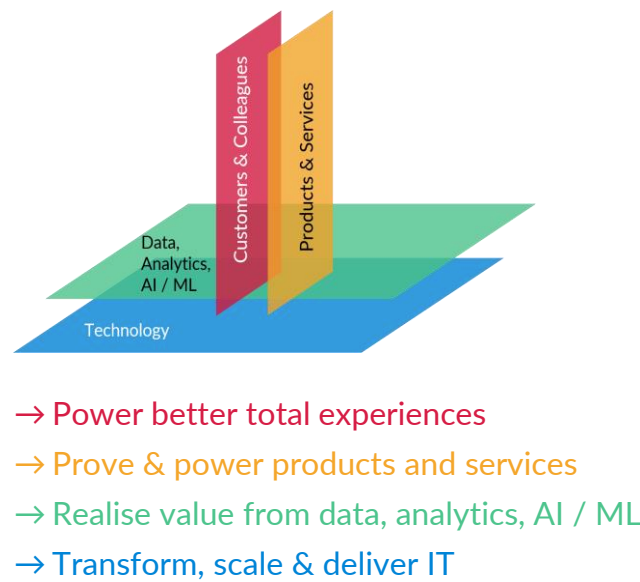 Customers & Colleagues
Products & Services
Data,
Analytics,
AI / ML
Technology
→ Power better total experiences
→ Prove & power products and services
→ Realise value from data, analytics, AI / ML
→ Transform, scale & deliver IT